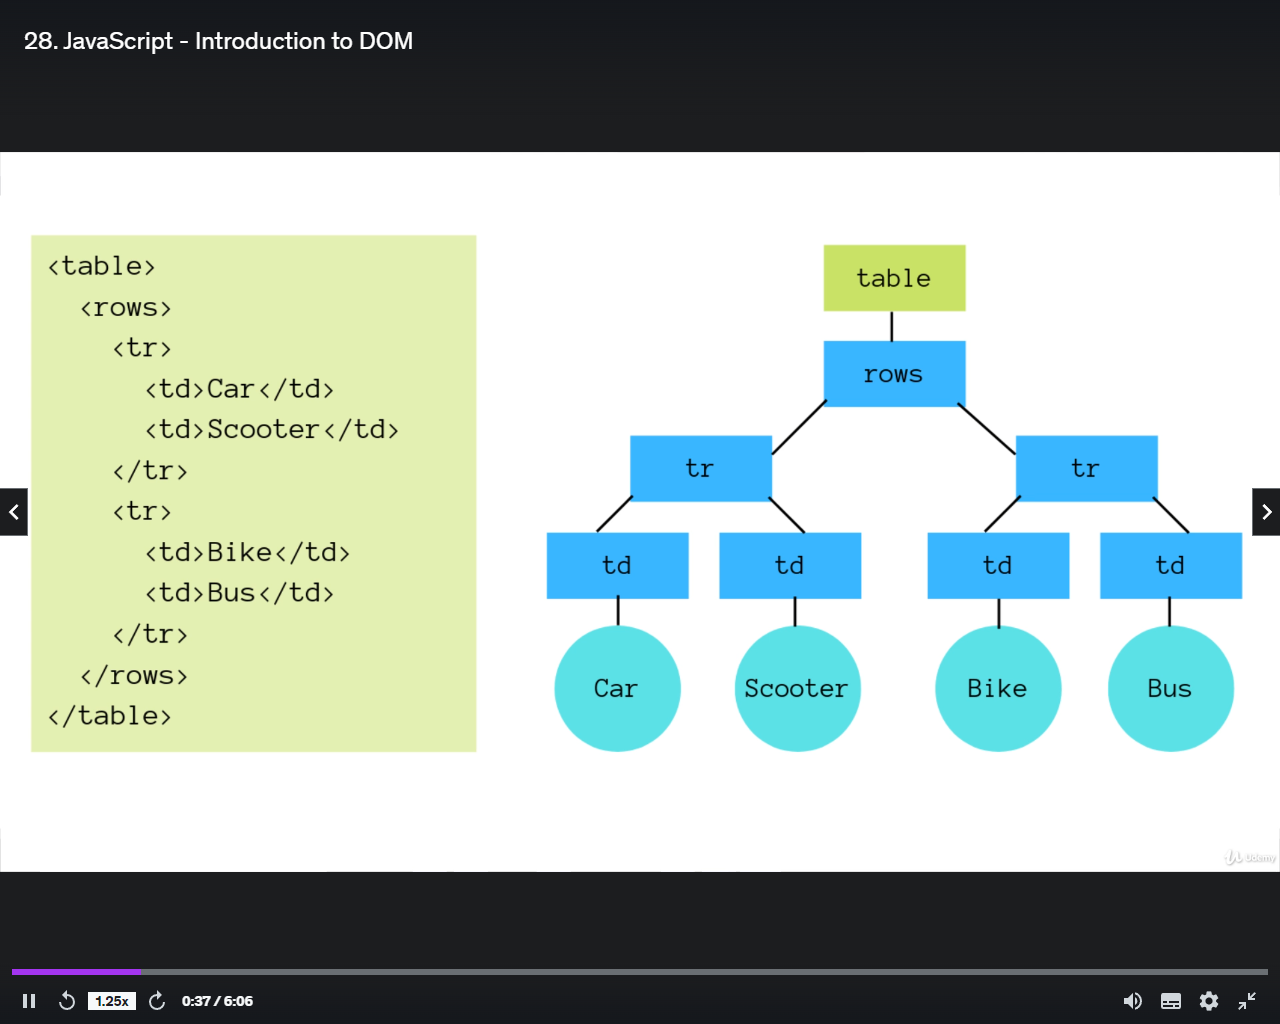 28. JavaScript - Introduction to DOM
<table>
<rows>
<tr>
<td>Car</td>
<td>Scooter</td>
</tr>
<tr>
<td>Bike</td>
<td>Bus</td>
</tr>
</rows>
</table>
table
rows
tr tr
td td td td
Car Scooter Bike Bus
Udemy
1.25x 0:37 / 6:06